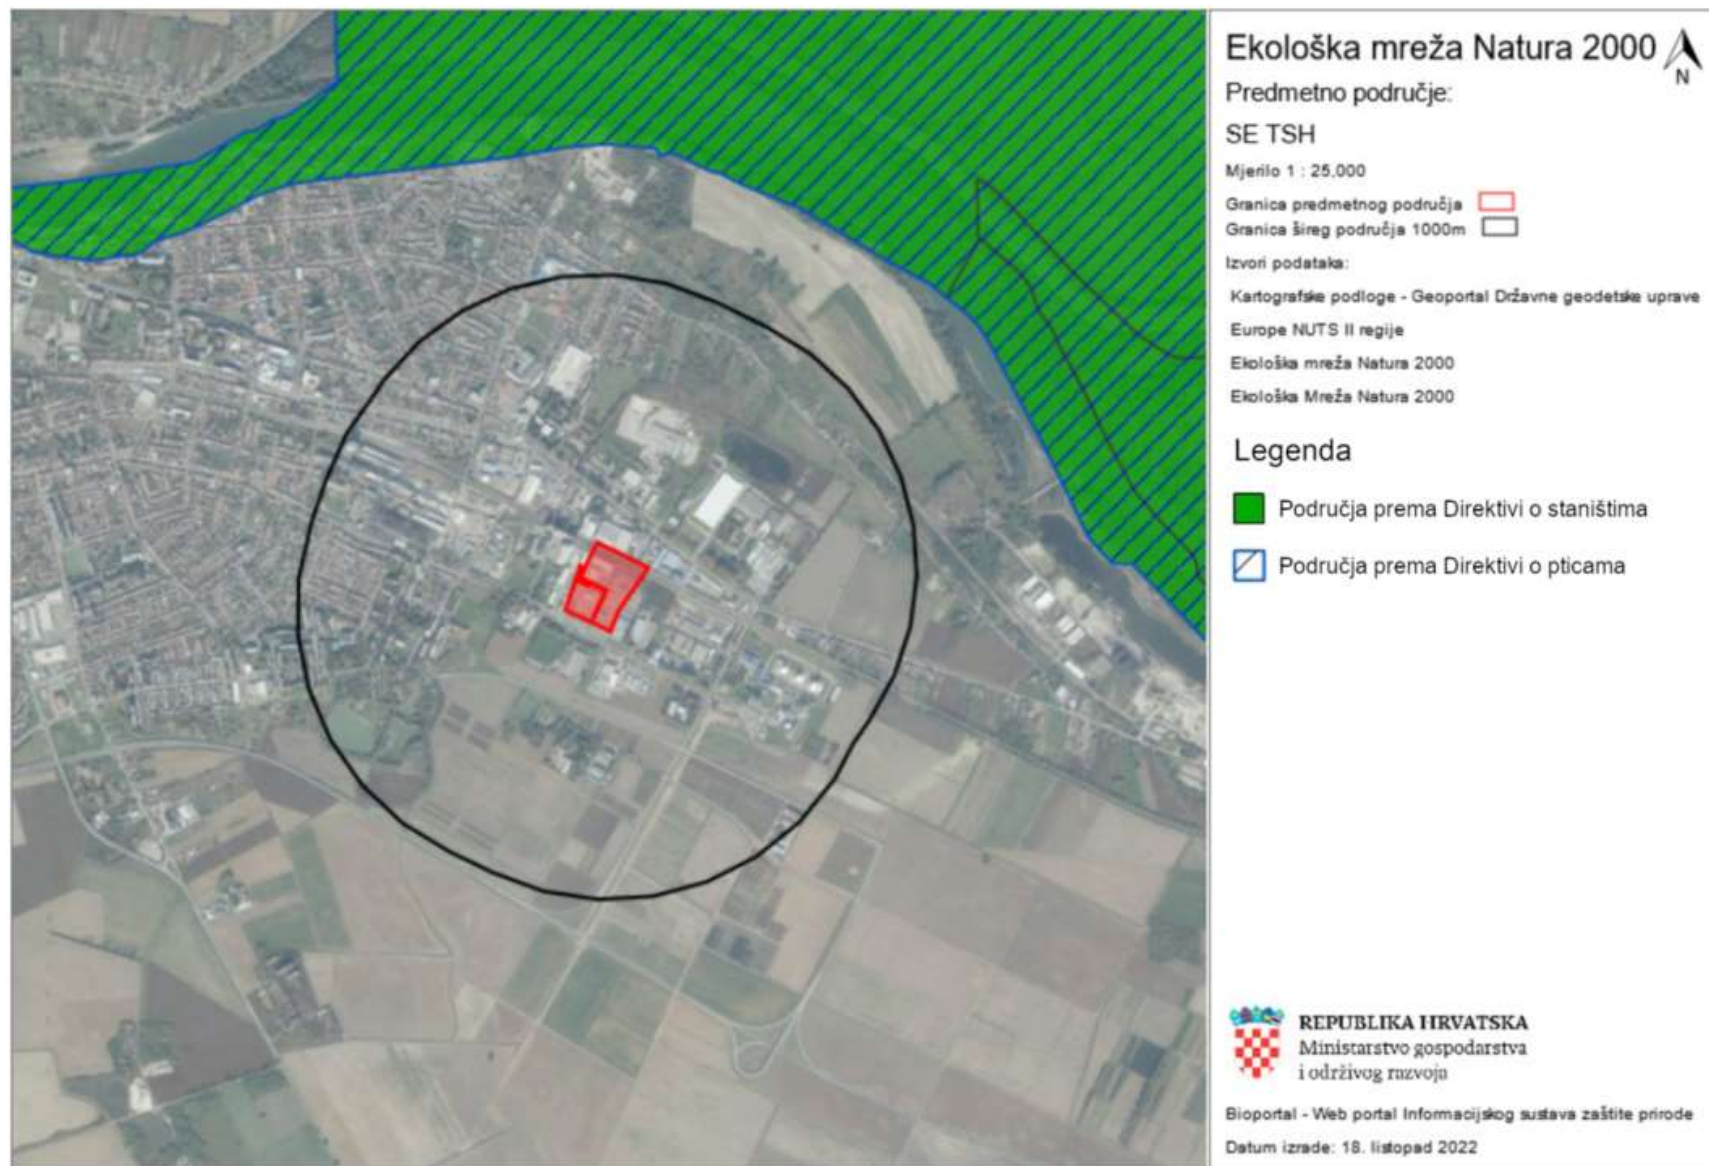 Ekološka mreža Natura 2000
N
Predmetno područje:
SE TSH
Mjerilo 1 : 25,000
Granica predmetnog područja
Granica šireg područja 1000m
Izvori podataka:
Kartografske podloge - Geoportal Državne geodetske uprave
Europe NUTS II regije
Ekološka mreža Natura 2000
Ekološka Mreža Natura 2000
Legenda
Područja prema Direktivi o staništima
Područja prema Direktivi o pticama
REPUBLIKA HRVATSKA
Ministarstvo gospodarstva
i održivog razvoja
Bioportal - Web portal Informacijskog sustava zaštite prirode
Datum izrade: 18. listopad 2022